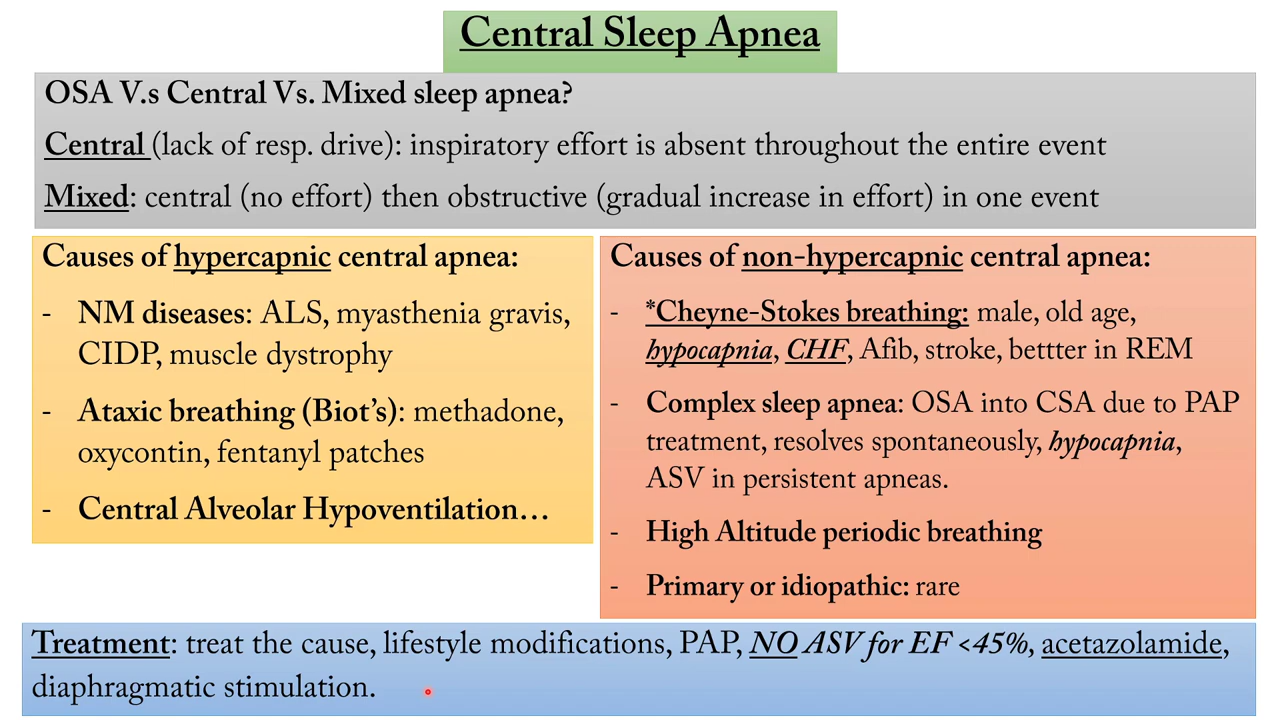 Central Sleep Apnea
OSA V.s Central Vs. Mixed sleep apnea?
Central (lack of resp. drive): inspiratory effort is absent throughout the entire event
Mixed: central (no effort) then obstructive (gradual increase in effort) in one event
Causes of hypercapnic central apnea:
- NM diseases: ALS, myasthenia gravis,
CIDP, muscle dystrophy
- Ataxic breathing (Biot's): methadone,
oxycontin, fentanyl patches
- Central Alveolar Hypoventilation…
Causes of non-hypercapnic central apnea:
- *Cheyne-Stokes breathing: male, old age,
hypocapnia, CHF, Afib, stroke, bettter in REM
- Complex sleep apnea: OSA into CSA due to PAP
treatment, resolves spontaneously, hypocapnia,
ASV in persistent apneas.
- High Altitude periodic breathing
- Primary or idiopathic: rare
Treatment: treat the cause, lifestyle modifications, PAP, NO ASV for EF <45%, acetazolamide,
diaphragmatic stimulation.